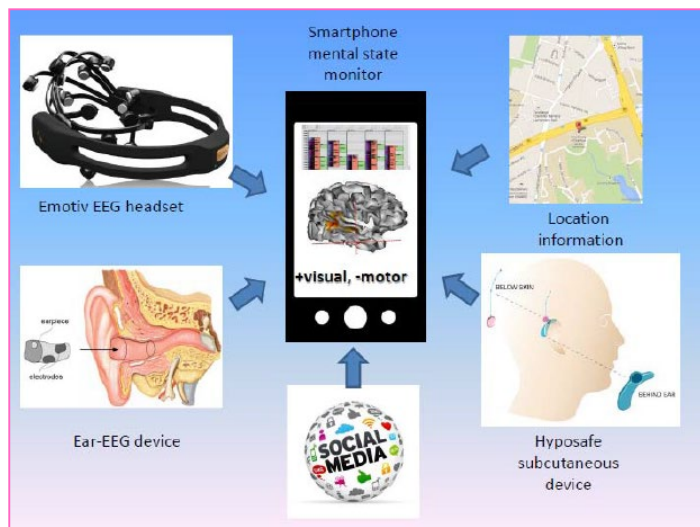 Smartphone
mental state
monitor
Emotiv EEG headset
Location
information
+visual, -motor
earpiece
electrodes
BELOW SKIN
BEHIND EAR
Ear-EEG device
SOCIAL
MEDIA
Hyposafe
subcutaneous
device